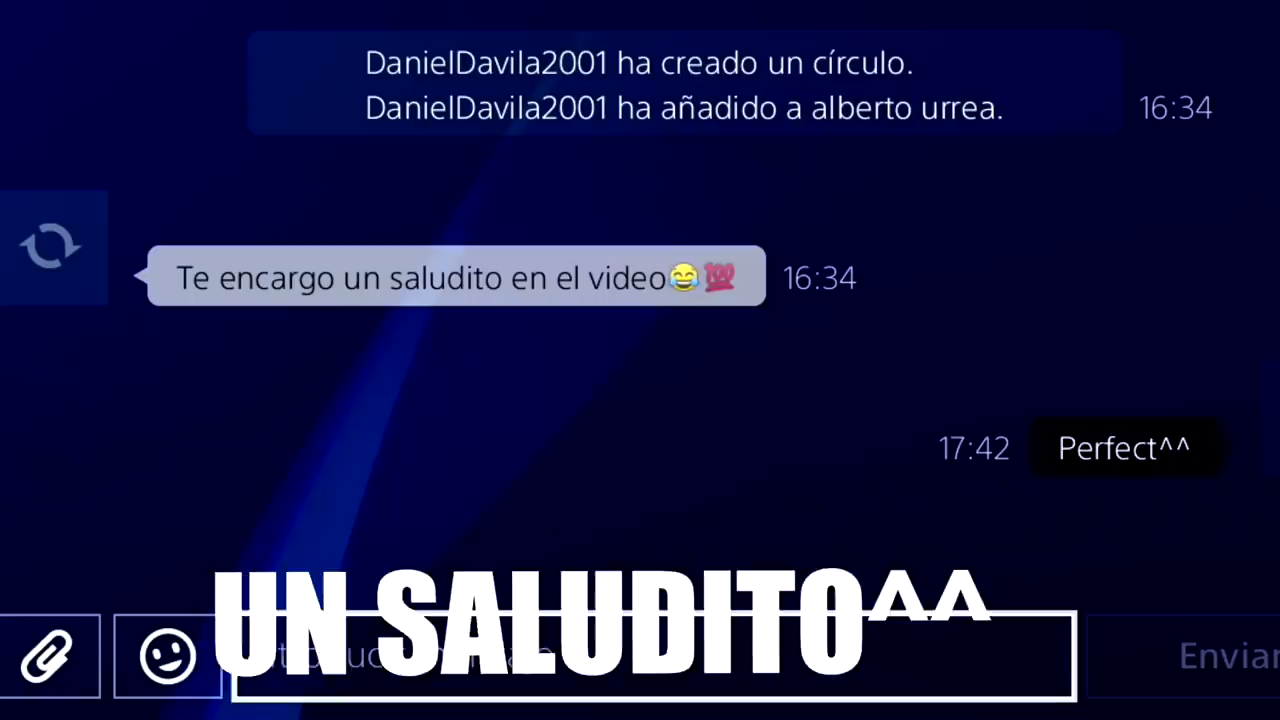 DanielDavila2001 ha creado un círculo.
DanielDavila2001 ha añadido a alberto urrea.
16:34
Te encargo un saludito en el video😂💯
16:34
17:42
Perfect^^
UN SALUDITO^^
Enviar